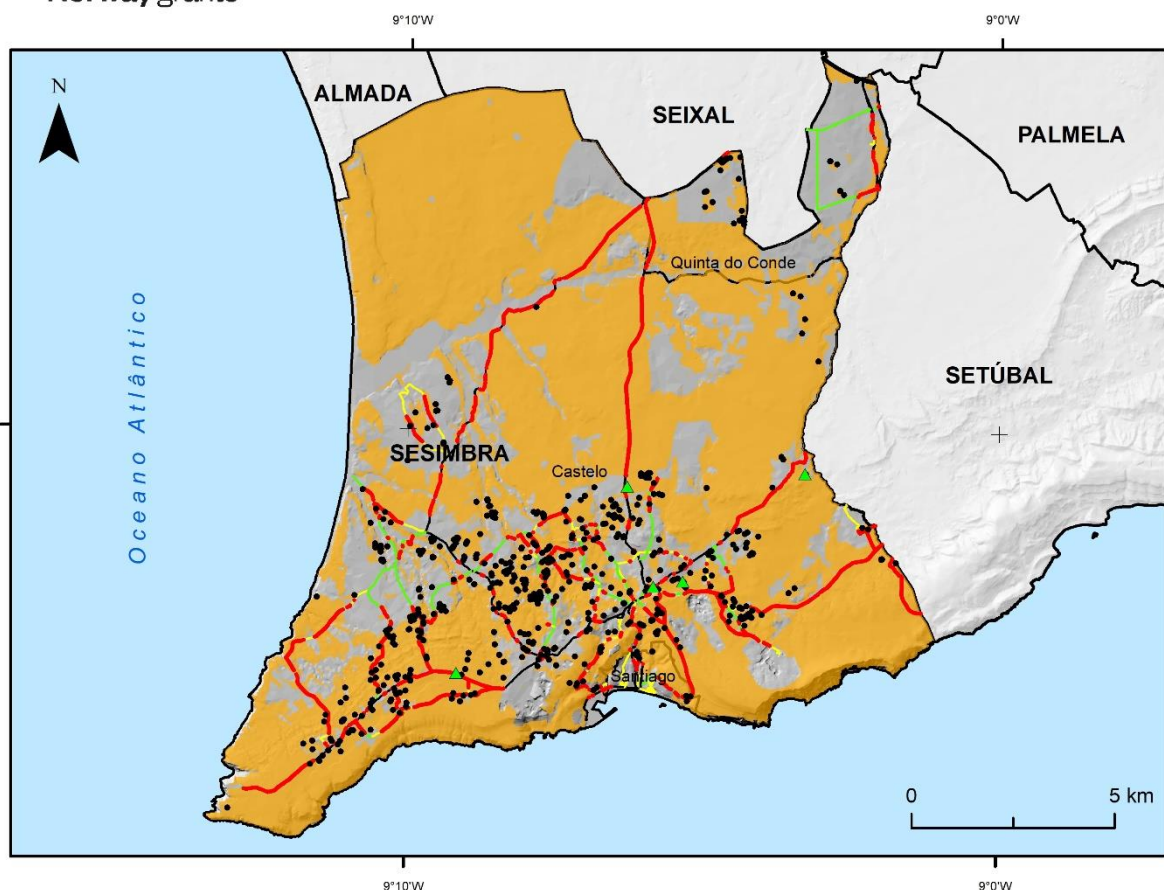 Norway grants
9°10'W
9°0'W
N
ALMADA
SEIXAL
PALMELA
Quinta do Conde
Oceano Atlântico
SETÚBAL
SESIMBRA
Castelo
Santiago
0 5 km
9°10'W
9°0'W